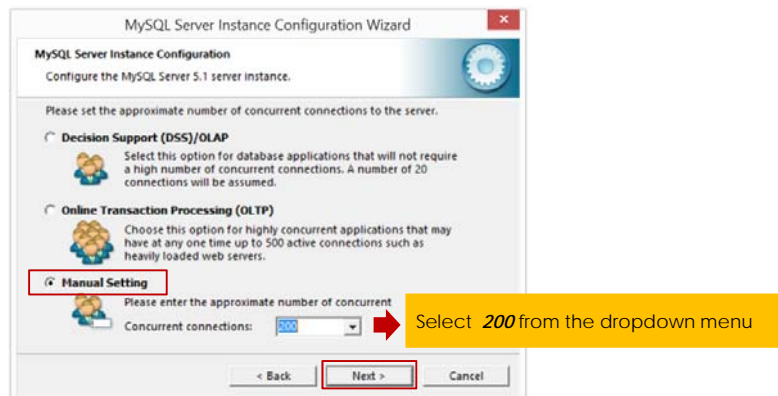 MySQL Server Instance Configuration Wizard
MySQL Server Instance Configuration
Configure the MySQL Server 5.1 server instance.
Please set the approximate number of concurrent connections to the server.
Decision Support (DSS)/OLAP
Select this option for database applications that will not require
a high number of concurrent connections. A number of 20
connections will be assumed.
Online Transaction Processing (OLTP)
Choose this option for highly concurrent applications that may
have at any one time up to 500 active connections such as
heavily loaded web servers.
Manual Setting
Please enter the approximate number of concurrent
Concurrent connections: 200
Select 200 from the dropdown menu
< Back Next > Cancel